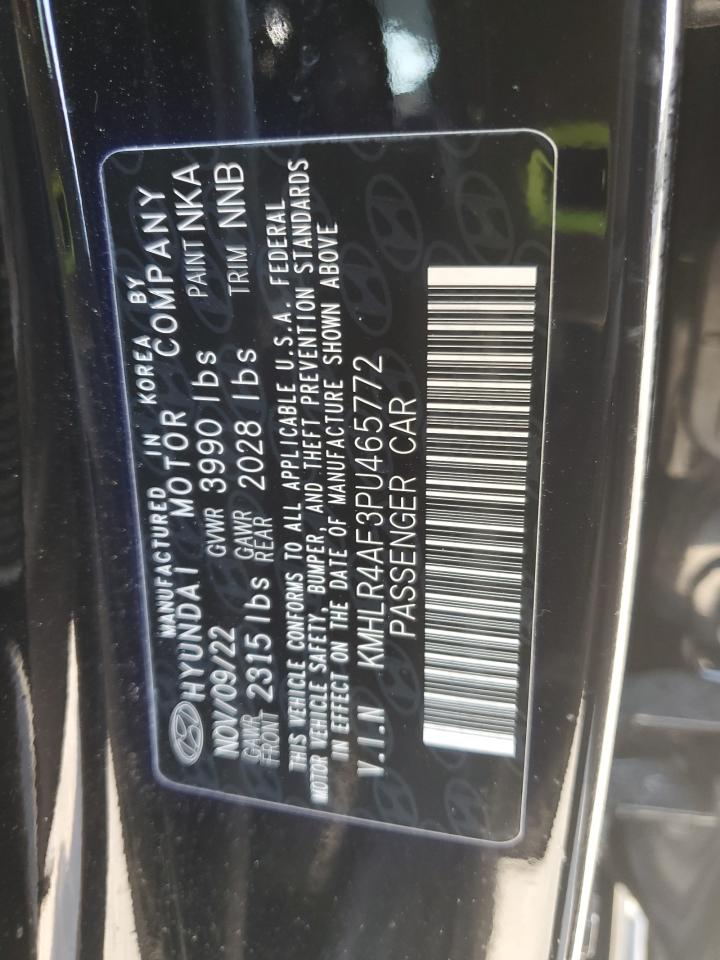 MANUFACTURED IN KOREA BY
HYUNDAI MOTOR COMPANY
NOV/09/22 GVWR 3990 lbs PAINT NKA
GAWR FRONT 2315 lbs GAWR REAR 2028 lbs TRIM NNB
THIS VEHICLE CONFORMS TO ALL APPLICABLE U.S.A. FEDERAL
MOTOR VEHICLE SAFETY, BUMPER, AND THEFT PREVENTION STANDARDS
IN EFFECT ON THE DATE OF MANUFACTURE SHOWN ABOVE
V.I.N KMHLR4AF3PU465772
PASSENGER CAR